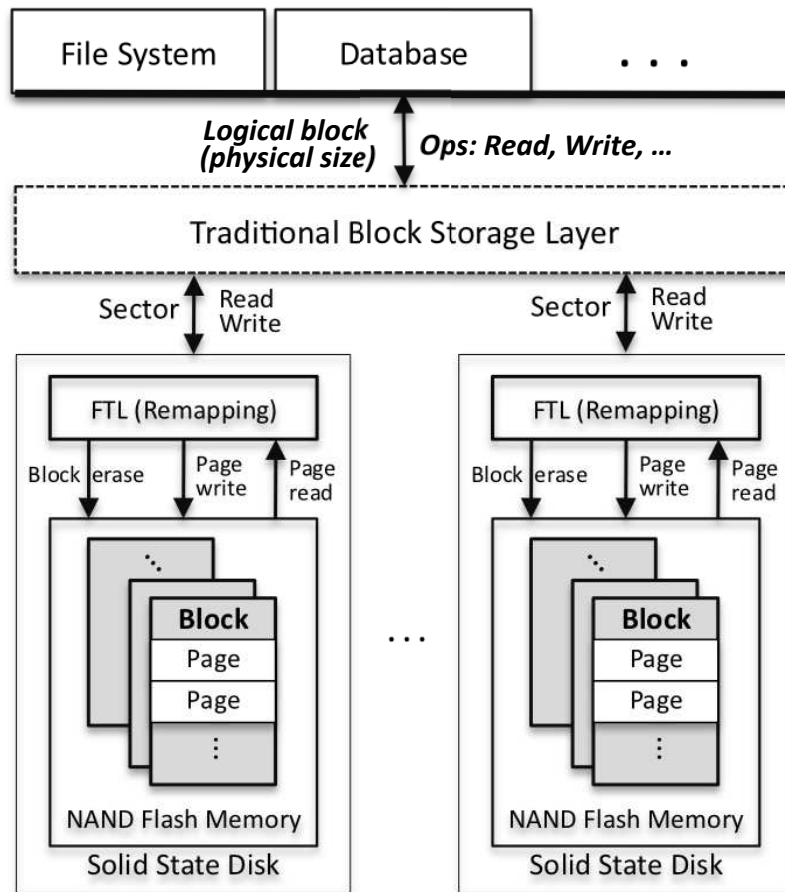 File System
Database
. . .
Logical block
(physical size)
Ops: Read, Write, ...
Traditional Block Storage Layer
Sector
Read
Write
Sector
Read
Write
FTL (Remapping)
Block erase
Page
write
Page
read
...
Block
Page
Page
...
NAND Flash Memory
Solid State Disk
. . .
FTL (Remapping)
Block erase
Page
write
Page
read
...
Block
Page
Page
...
NAND Flash Memory
Solid State Disk